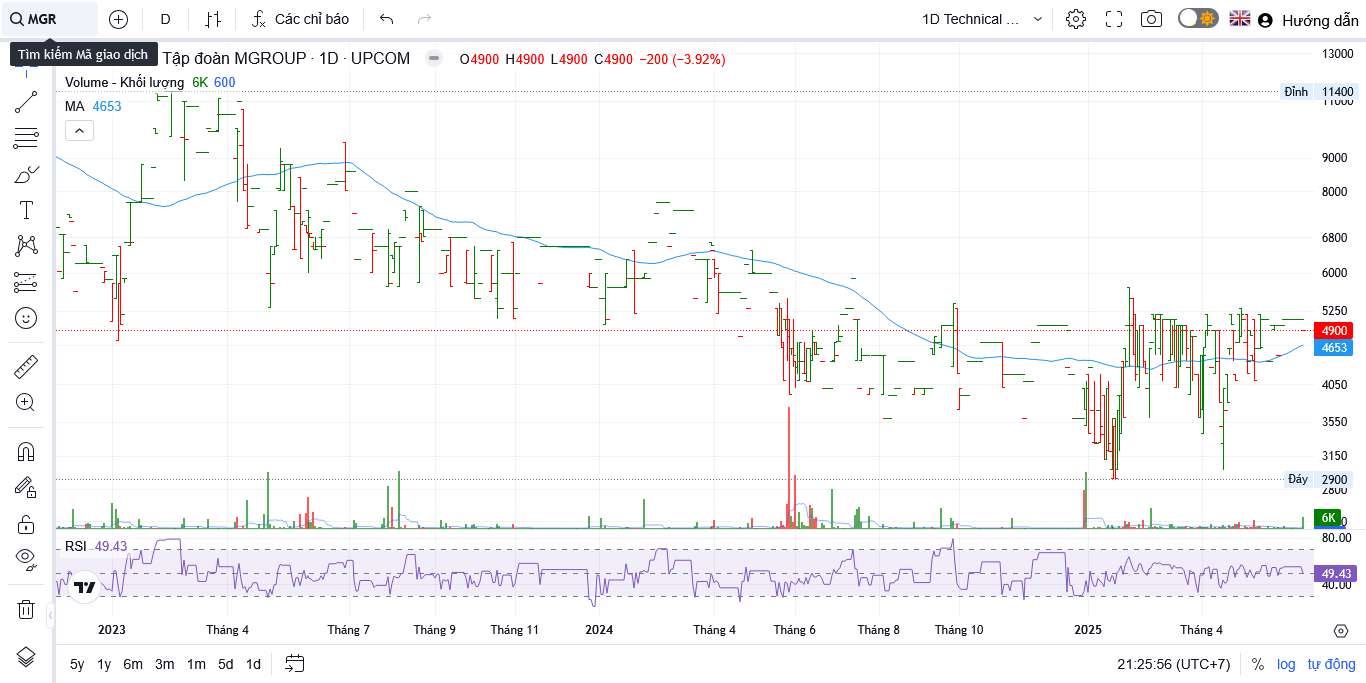 MGR
D
Các chỉ báo
1D Technical ...
Hướng dẫn
Tìm kiếm Mã giao dịch
Tập đoàn MGROUP · 1D · UPCOM
O4900 H4900 L4900 C4900 −200 (−3.92%)
Volume - Khối lượng 6K 600
MA 4653
13000
Đỉnh 11400
11000
9000
8000
6800
6000
5250
4900
4653
4050
3550
3150
Đáy 2900
2800
6K
RSI 49.43
80.00
49.43
40.00
2023 Tháng 4 Tháng 7 Tháng 9 Tháng 11 2024 Tháng 4 Tháng 6 Tháng 8 Tháng 10 2025 Tháng 4
5y 1y 6m 3m 1m 5d 1d
21:25:56 (UTC+7) % log tự động